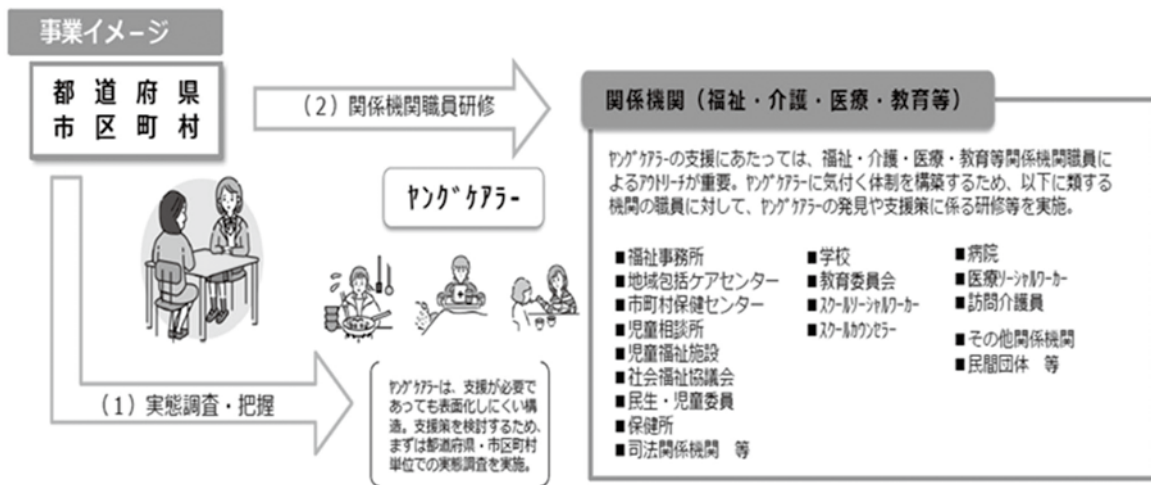 事業イメージ
都道府県
市区町村
(2)関係機関職員研修
ﾔﾝｸﾞｹｱﾗｰ
(1)実態調査・把握
ﾔﾝｸﾞｹｱﾗｰは、支援が必要で
あっても表面化しにくい構
造。支援策を検討するため、
まずは都道府県・市区町村
単位での実態調査を実施。
関係機関(福祉・介護・医療・教育等)
ﾔﾝｸﾞｹｱﾗｰの支援にあたっては、福祉・介護・医療・教育等関係機関職員に
よるｱｳﾄﾘｰﾁが重要。ﾔﾝｸﾞｹｱﾗｰに気付く体制を構築するため、以下に類する
機関の職員に対して、ﾔﾝｸﾞｹｱﾗｰの発見や支援策に係る研修等を実施。
■福祉事務所
■地域包括ケアセンター
■市町村保健センター
■児童相談所
■児童福祉施設
■社会福祉協議会
■民生・児童委員
■保健所
■司法関係機関 等
■学校
■教育委員会
■ｽｸｰﾙｿｰｼｬﾙﾜｰｶｰ
■ｽｸｰﾙｶｳﾝｾﾗｰ
■病院
■医療ｿｰｼｬﾙﾜｰｶｰ
■訪問介護員
■その他関係機関
■民間団体 等